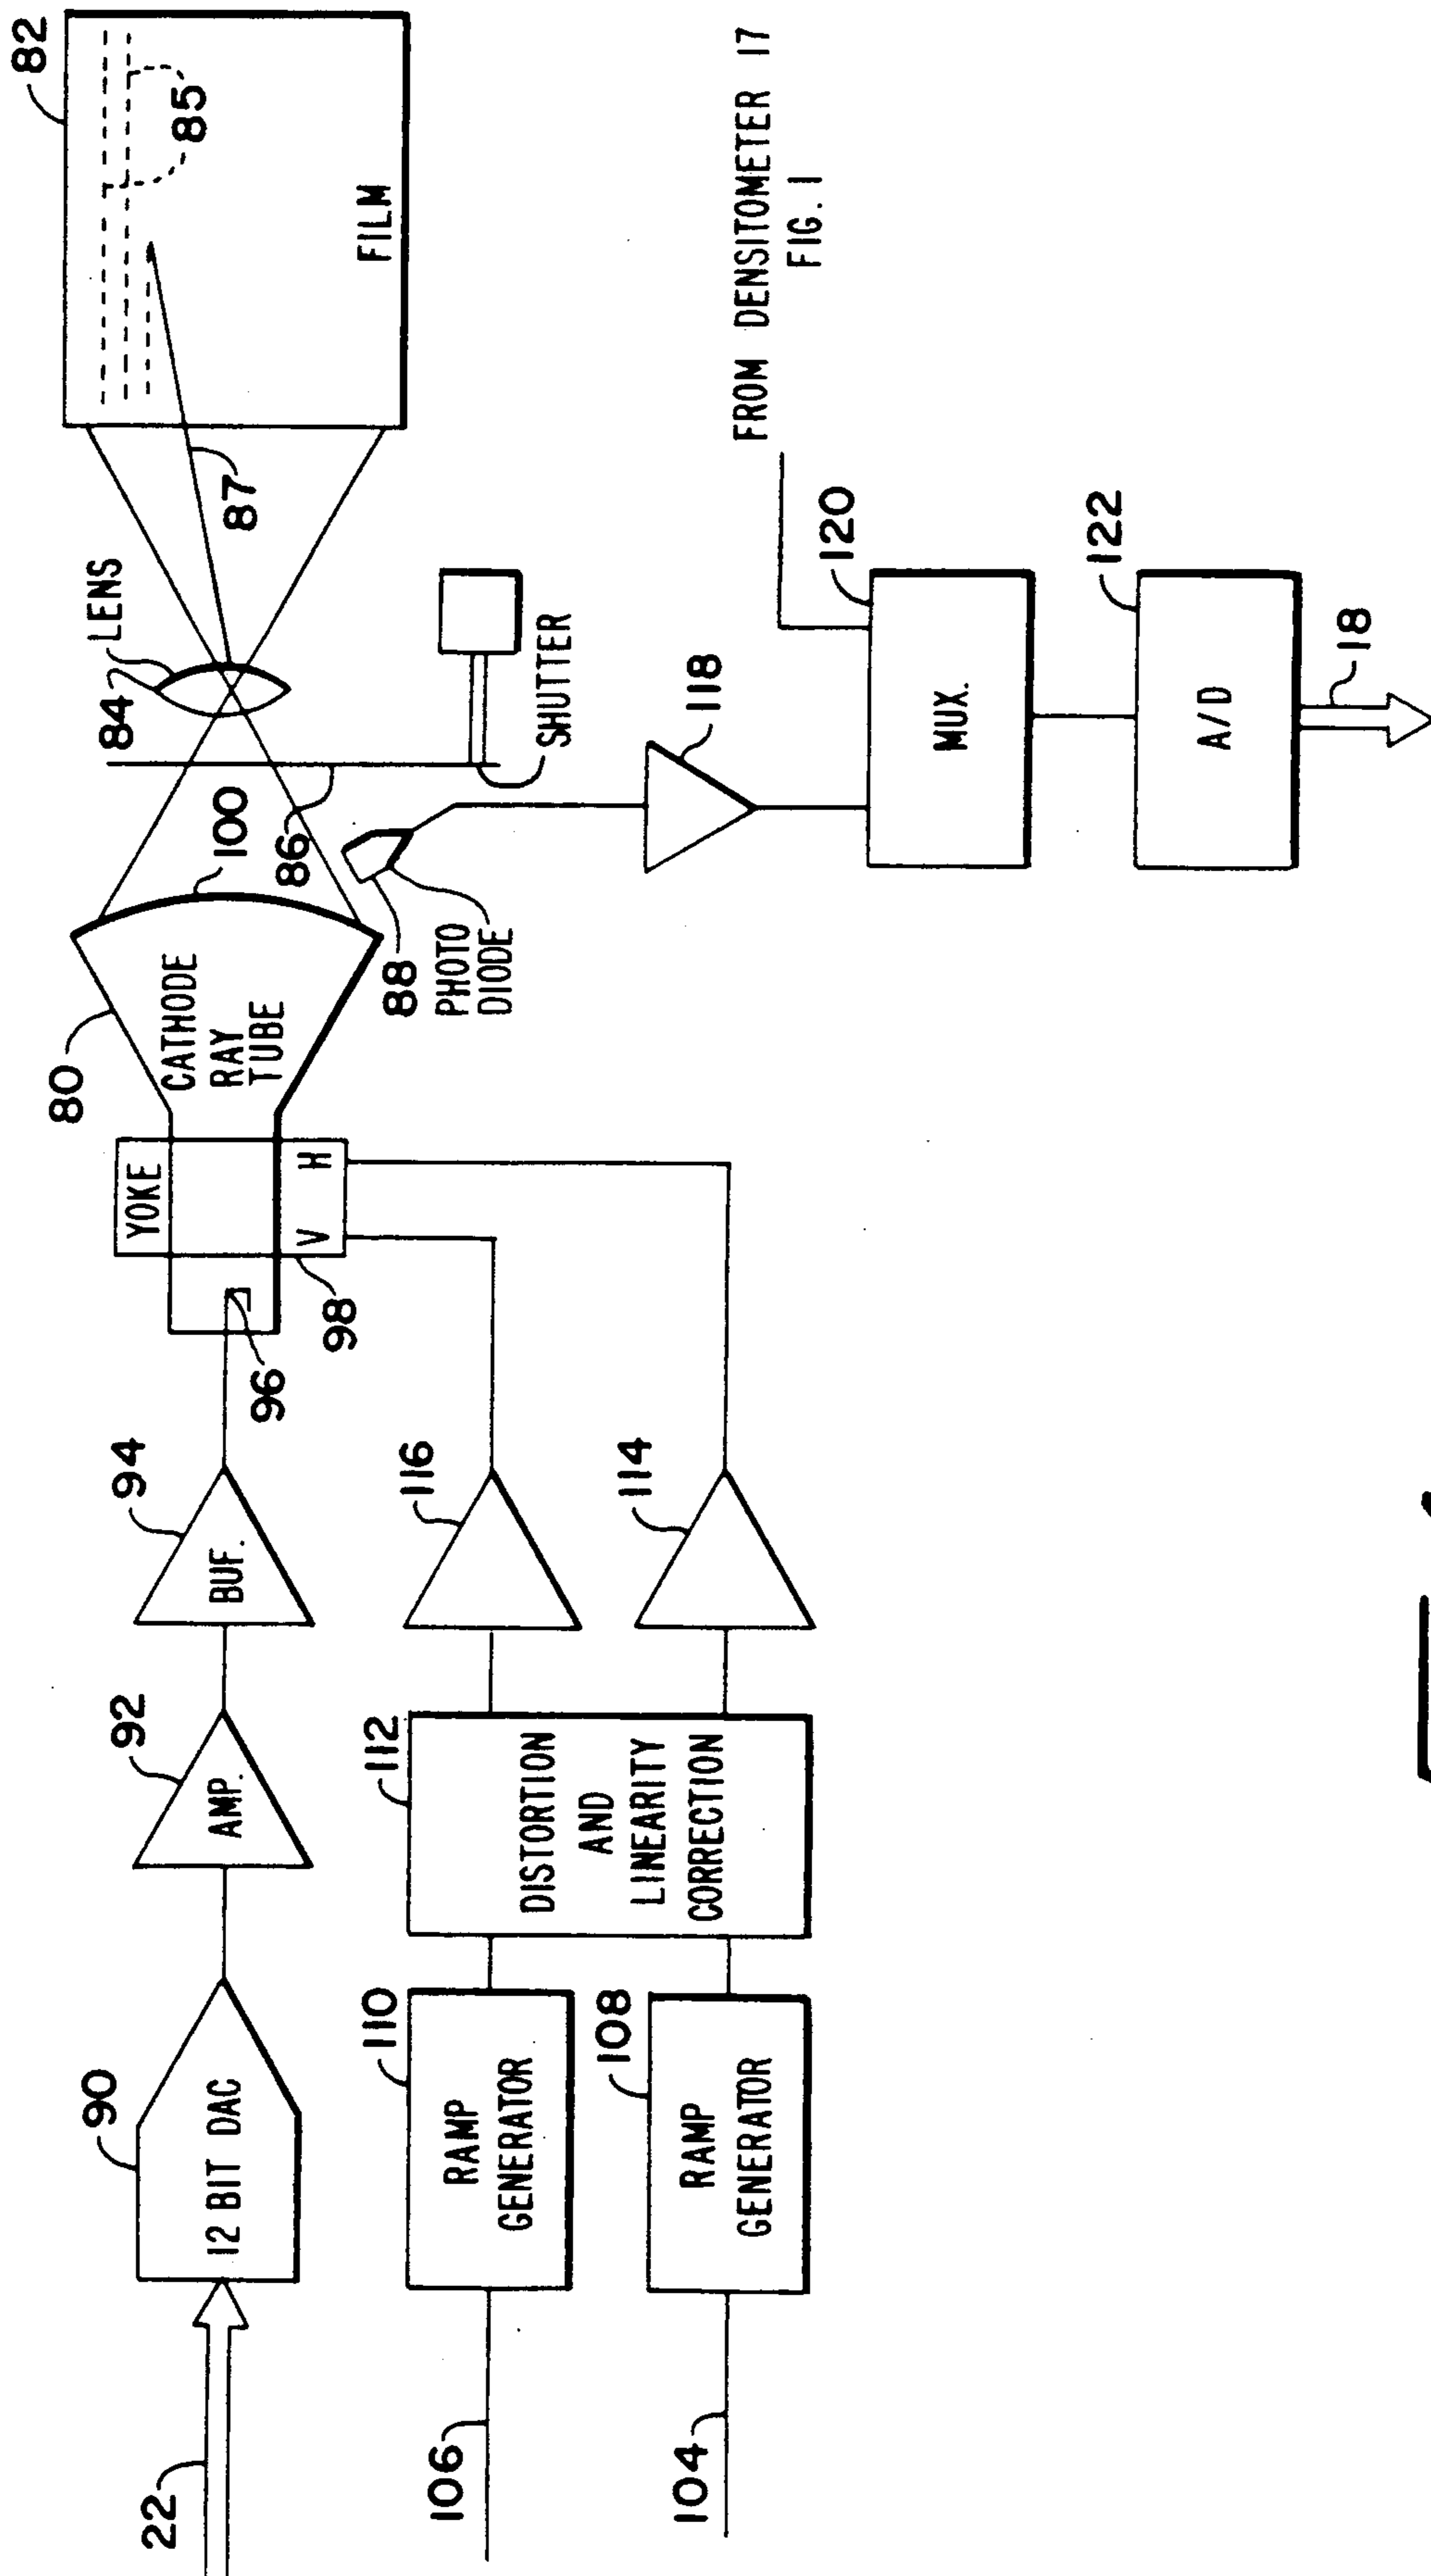 22
90
12 BIT DAC
92
AMP.
94
BUF.
96
YOKE
V H
98
80
CATHODE
RAY
TUBE
100
84
LENS
86
SHUTTER
88
PHOTO
DIODE
87
82
85
FILM
106
110
RAMP
GENERATOR
104
108
RAMP
GENERATOR
112
DISTORTION
AND
LINEARITY
CORRECTION
116
114
118
FROM DENSITOMETER 17
FIG. 1
120
MUX.
122
A/D
18